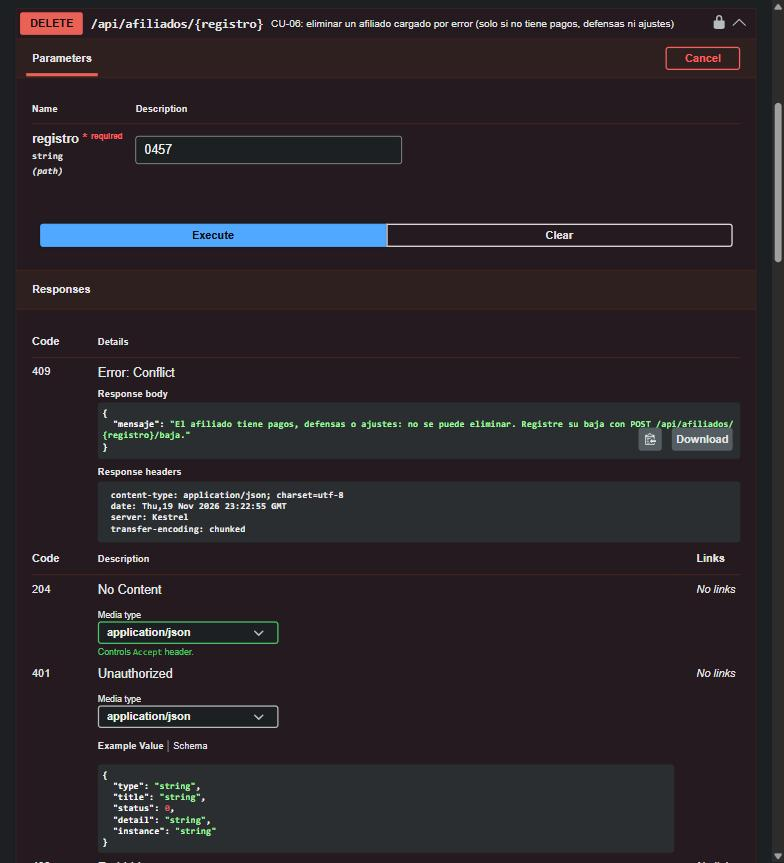 DELETE /api/afiliados/{registro} CU-06: eliminar un afiliado cargado por error (solo si no tiene pagos, defensas ni ajustes)
Parameters
Cancel
Name Description
registro * required
string
(path)
0457
Execute
Clear
Responses
Code Details
409 Error: Conflict
Response body
{
"mensaje": "El afiliado tiene pagos, defensas o ajustes: no se puede eliminar. Registre su baja con POST /api/afiliados/
{registro}/baja."
}
Download
Response headers
content-type: application/json; charset=utf-8
date: Thu,19 Nov 2026 23:22:55 GMT
server: Kestrel
transfer-encoding: chunked
Code Description Links
204 No Content No links
Media type
application/json
Controls Accept header.
401 Unauthorized No links
Media type
application/json
Example Value | Schema
{
"type": "string",
"title": "string",
"status": 0,
"detail": "string",
"instance": "string"
}